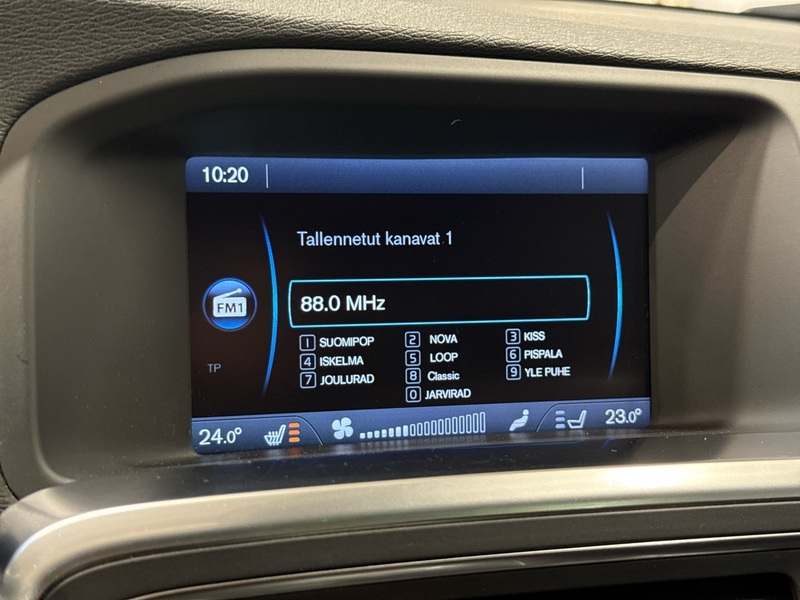 10:20
Tallennetut kanavat 1
FM1
88.0 MHz
1 SUOMIPOP 2 NOVA 3 KISS
4 ISKELMA 5 LOOP 6 PISPALA
7 JOULURAD 8 Classic 9 YLE PUHE
0 JARVIRAD
TP
24.0° 23.0°